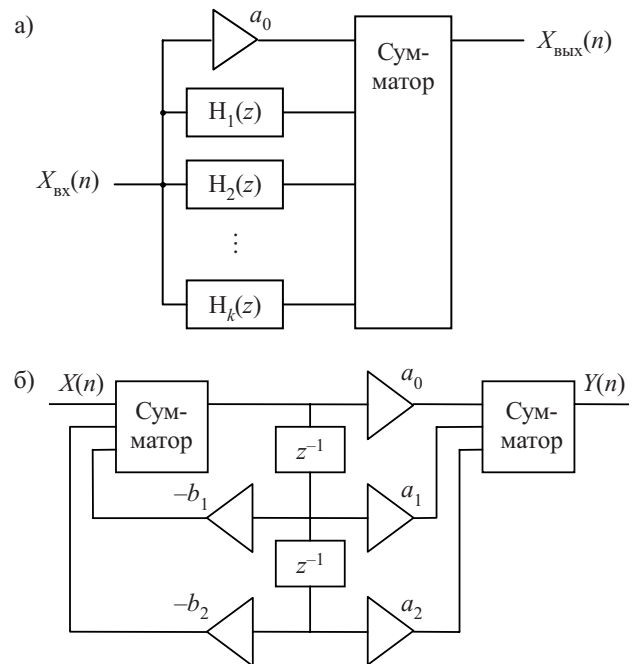 а)
a₀
Сум-
матор
Xвых(n)
H₁(z)
Xвх(n)
H₂(z)
⋮
Hₖ(z)
б)
X(n)
Сум-
матор
a₀
Сум-
матор
Y(n)
z⁻¹
–b₁
a₁
z⁻¹
–b₂
a₂